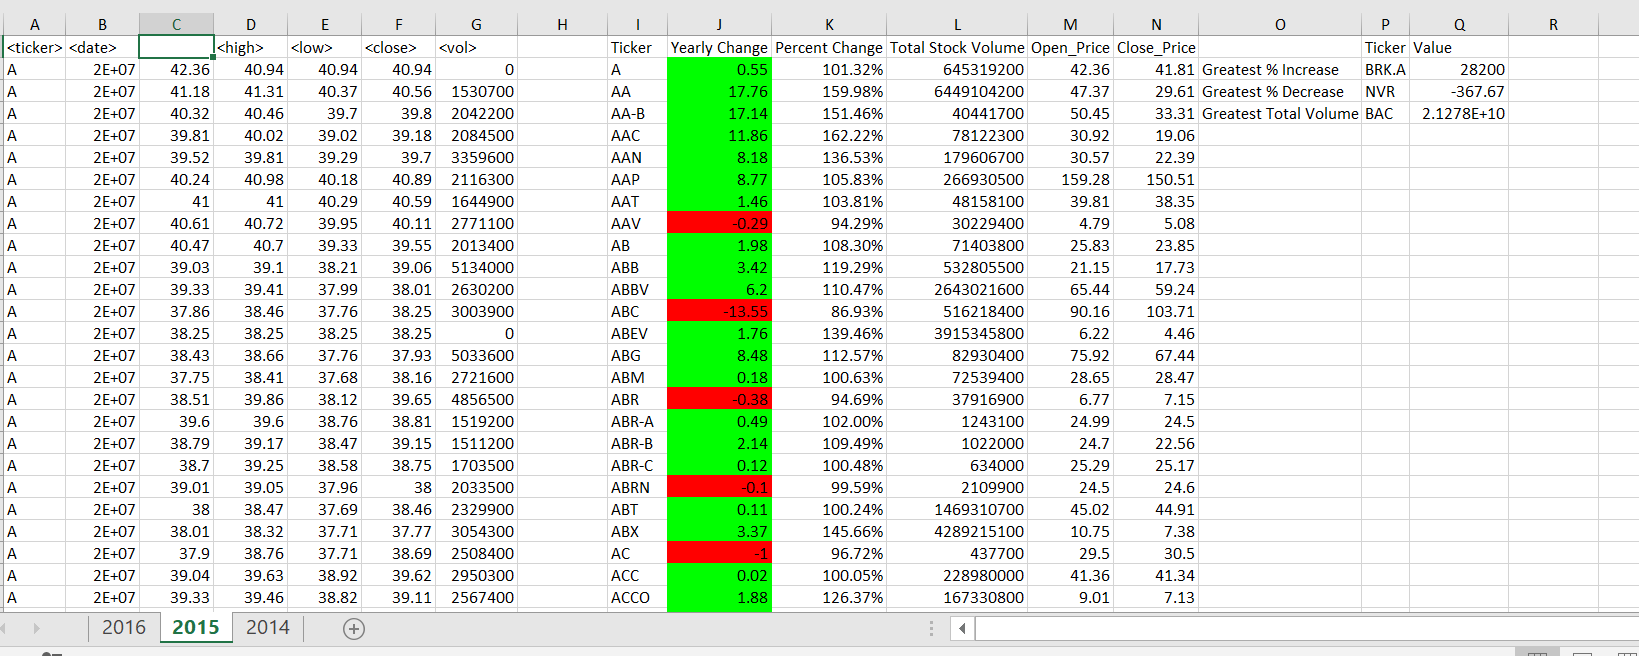 A B C D E F G H I J K L M N O P Q R
<ticker> <date> <high> <low> <close> <vol> Ticker Yearly Change Percent Change Total Stock Volume Open_Price Close_Price Ticker Value
A 2E+07 42.36 40.94 40.94 40.94 0 A 0.55 101.32% 645319200 42.36 41.81 Greatest % Increase BRK.A 28200
A 2E+07 41.18 41.31 40.37 40.56 1530700 AA 17.76 159.98% 6449104200 47.37 29.61 Greatest % Decrease NVR -367.67
A 2E+07 40.32 40.46 39.7 39.8 2042200 AA-B 17.14 151.46% 40441700 50.45 33.31 Greatest Total Volume BAC 2.1278E+10
A 2E+07 39.81 40.02 39.02 39.18 2084500 AAC 11.86 162.22% 78122300 30.92 19.06
A 2E+07 39.52 39.81 39.29 39.7 3359600 AAN 8.18 136.53% 179606700 30.57 22.39
A 2E+07 40.24 40.98 40.18 40.89 2116300 AAP 8.77 105.83% 266930500 159.28 150.51
A 2E+07 41 41 40.29 40.59 1644900 AAT 1.46 103.81% 48158100 39.81 38.35
A 2E+07 40.61 40.72 39.95 40.11 2771100 AAV -0.29 94.29% 30229400 4.79 5.08
A 2E+07 40.47 40.7 39.33 39.55 2013400 AB 1.98 108.30% 71403800 25.83 23.85
A 2E+07 39.03 39.1 38.21 39.06 5134000 ABB 3.42 119.29% 532805500 21.15 17.73
A 2E+07 39.33 39.41 37.99 38.01 2630200 ABBV 6.2 110.47% 2643021600 65.44 59.24
A 2E+07 37.86 38.46 37.76 38.25 3003900 ABC -13.55 86.93% 516218400 90.16 103.71
A 2E+07 38.25 38.25 38.25 38.25 0 ABEV 1.76 139.46% 3915345800 6.22 4.46
A 2E+07 38.43 38.66 37.76 37.93 5033600 ABG 8.48 112.57% 82930400 75.92 67.44
A 2E+07 37.75 38.41 37.68 38.16 2721600 ABM 0.18 100.63% 72539400 28.65 28.47
A 2E+07 38.51 39.86 38.12 39.65 4856500 ABR -0.38 94.69% 37916900 6.77 7.15
A 2E+07 39.6 39.6 38.76 38.81 1519200 ABR-A 0.49 102.00% 1243100 24.99 24.5
A 2E+07 38.79 39.17 38.47 39.15 1511200 ABR-B 2.14 109.49% 1022000 24.7 22.56
A 2E+07 38.7 39.25 38.58 38.75 1703500 ABR-C 0.12 100.48% 634000 25.29 25.17
A 2E+07 39.01 39.05 37.96 38 2033500 ABRN -0.1 99.59% 2109900 24.5 24.6
A 2E+07 38 38.47 37.69 38.46 2329900 ABT 0.11 100.24% 1469310700 45.02 44.91
A 2E+07 38.01 38.32 37.71 37.77 3054300 ABX 3.37 145.66% 4289215100 10.75 7.38
A 2E+07 37.9 38.76 37.71 38.69 2508400 AC -1 96.72% 437700 29.5 30.5
A 2E+07 39.04 39.63 38.92 39.62 2950300 ACC 0.02 100.05% 228980000 41.36 41.34
A 2E+07 39.33 39.46 38.82 39.11 2567400 ACCO 1.88 126.37% 167330800 9.01 7.13
2016 2015 2014